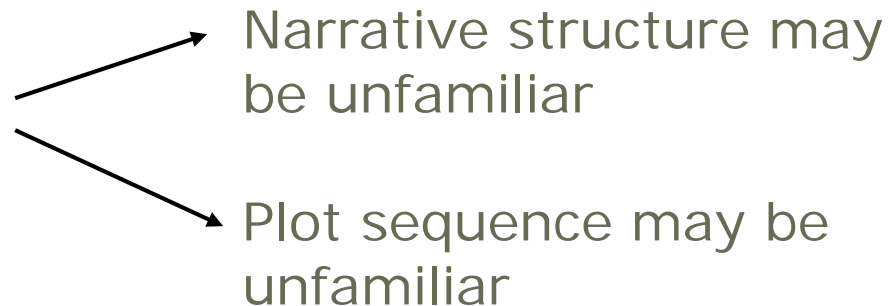 Narrative structure may
be unfamiliar
Plot sequence may be
unfamiliar